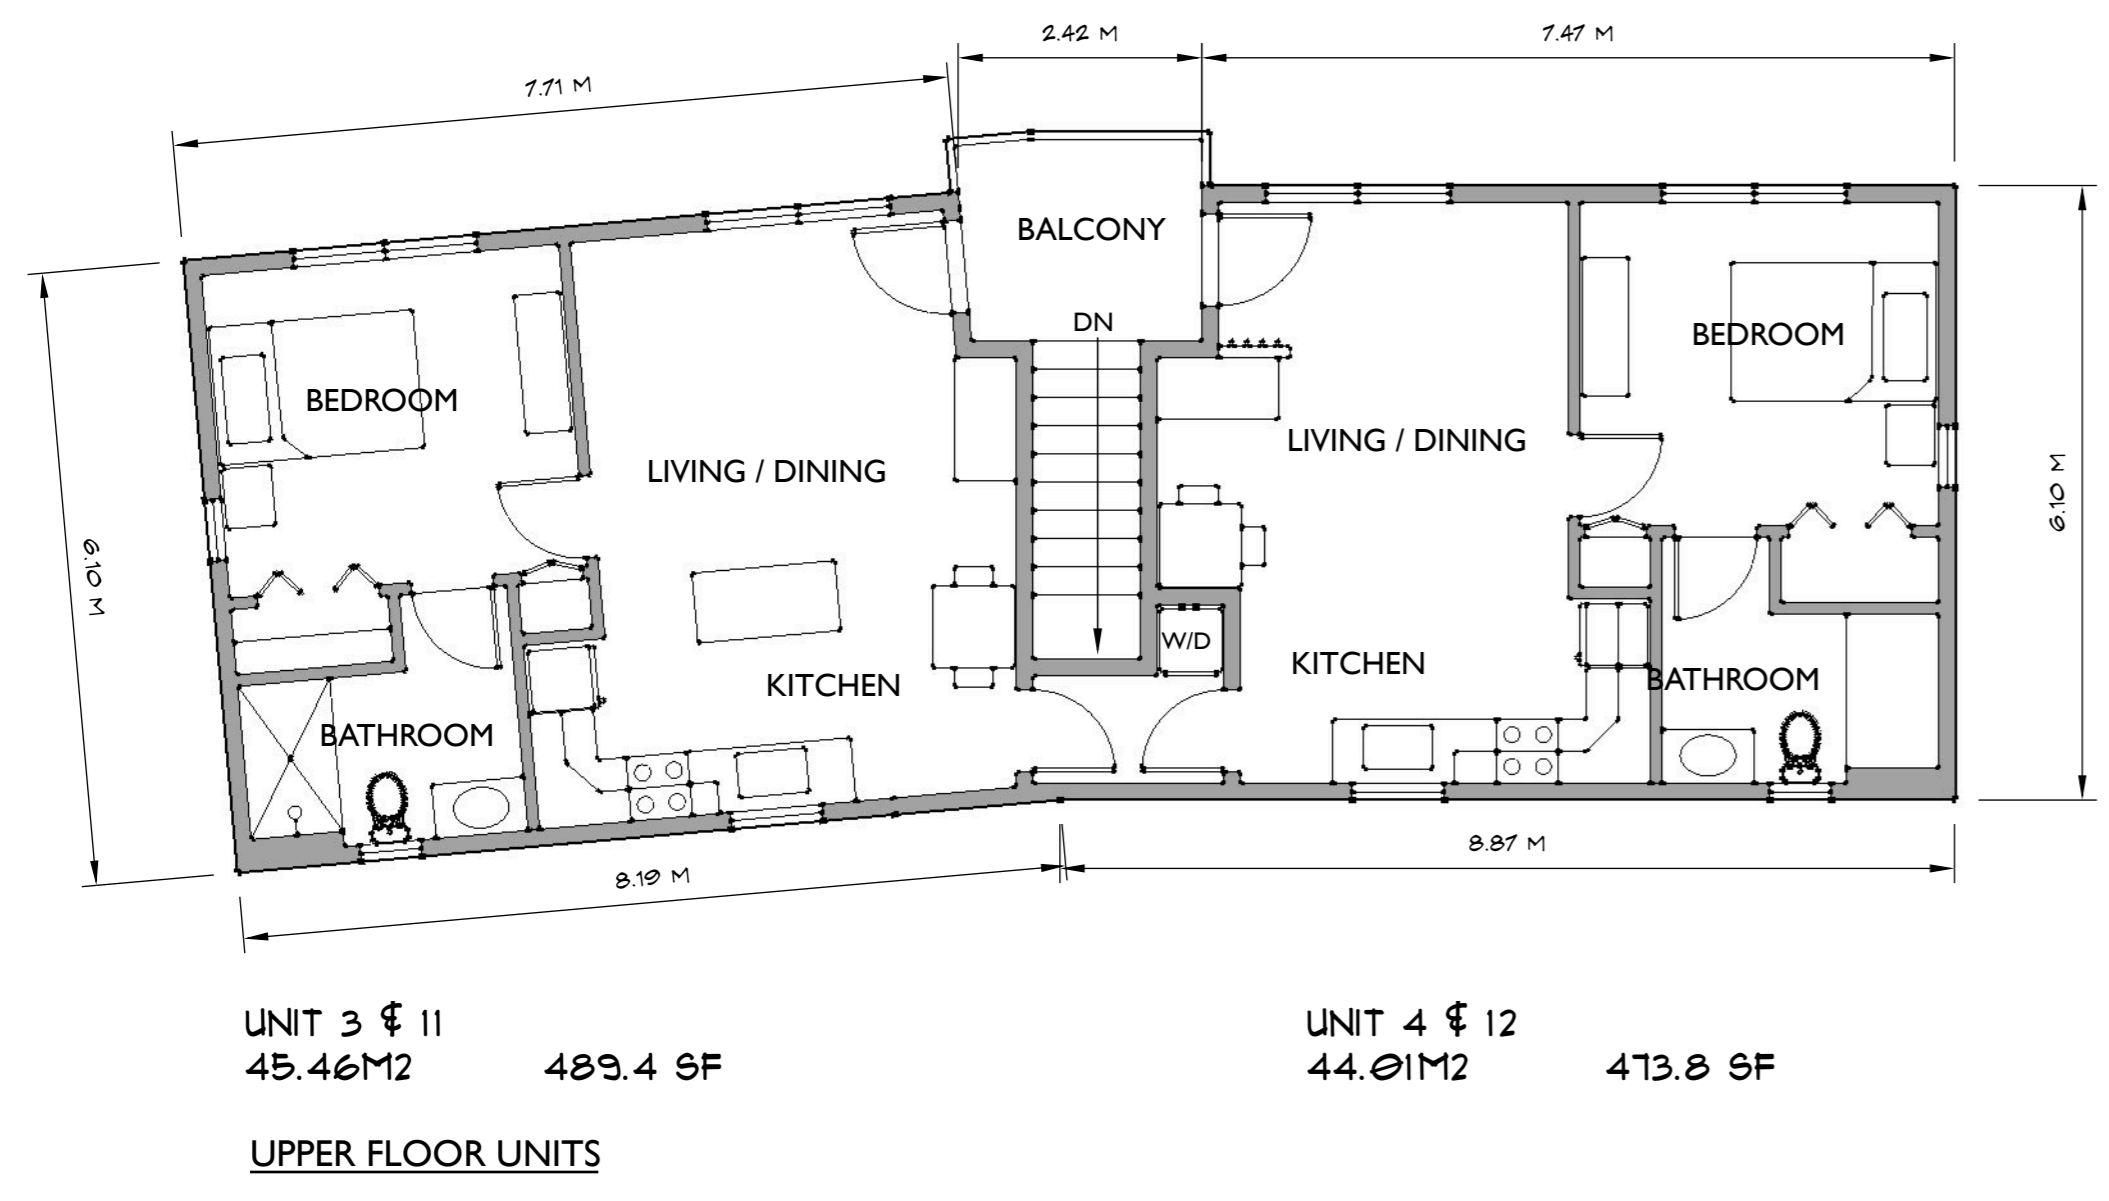 2.42 M
7.47 M
7.71 M
BALCONY
DN
BEDROOM
BEDROOM
LIVING / DINING
LIVING / DINING
6.10 M
6.10 M
W/D
KITCHEN
KITCHEN
BATHROOM
BATHROOM
8.87 M
8.19 M
UNIT 3 & 11
45.46M2 489.4 SF
UNIT 4 & 12
44.01M2 473.8 SF
UPPER FLOOR UNITS